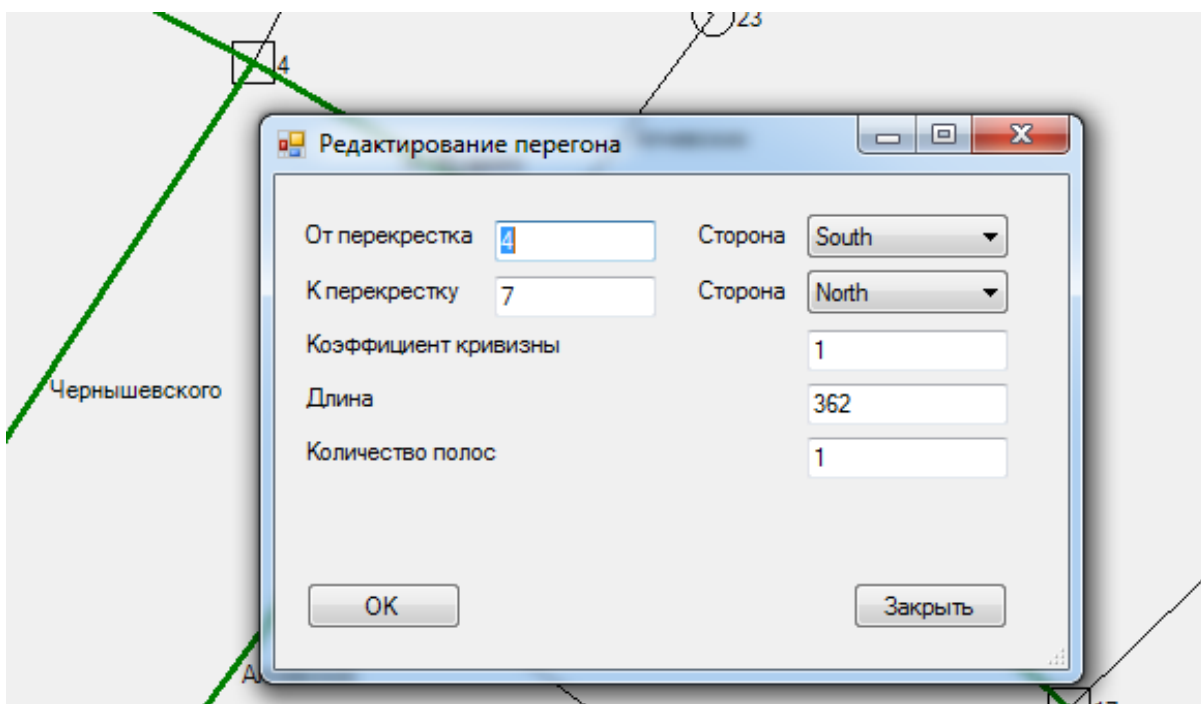 23
4
Редактирование перегона
От перекрестка 4 Сторона South
К перекрестку 7 Сторона North
Коэффициент кривизны 1
Чернышевского
Длина 362
Количество полос 1
OK Закрыть